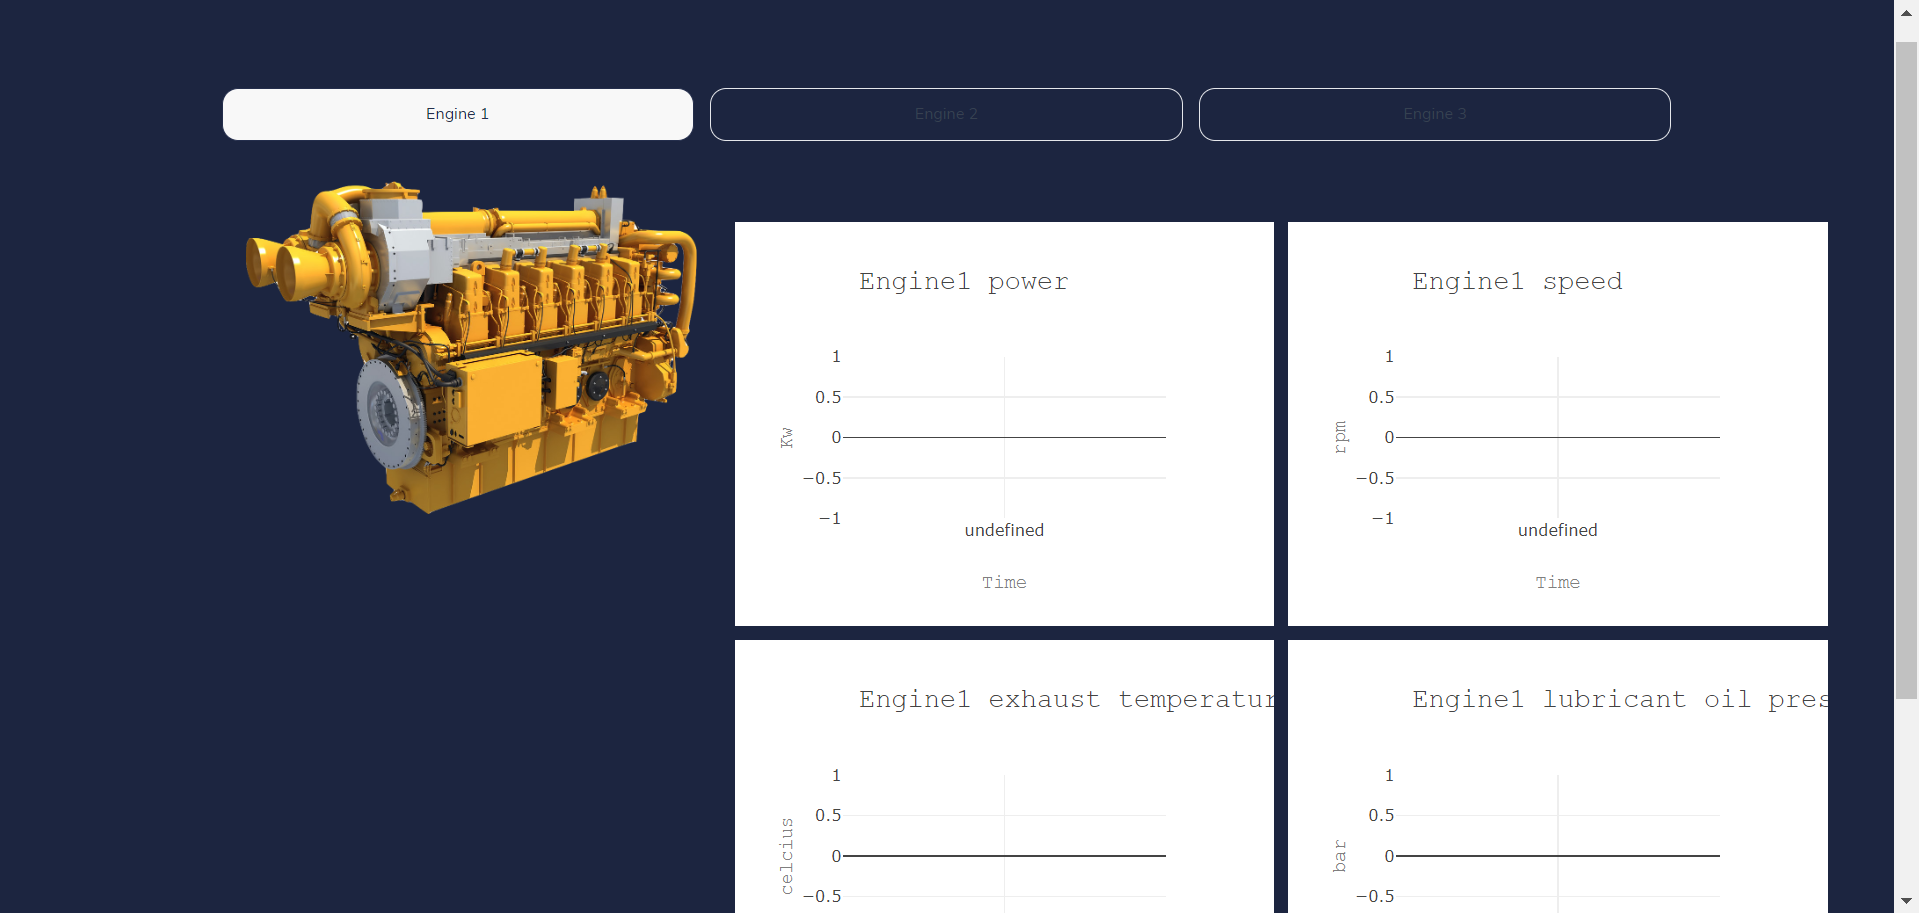 Engine 1
Engine 2
Engine 3
Engine1 power
1
0.5
0
−0.5
−1
Kw
undefined
Time
Engine1 speed
1
0.5
0
−0.5
−1
rpm
undefined
Time
Engine1 exhaust temperatur
1
0.5
0
−0.5
celcius
Engine1 lubricant oil pres
1
0.5
0
−0.5
bar